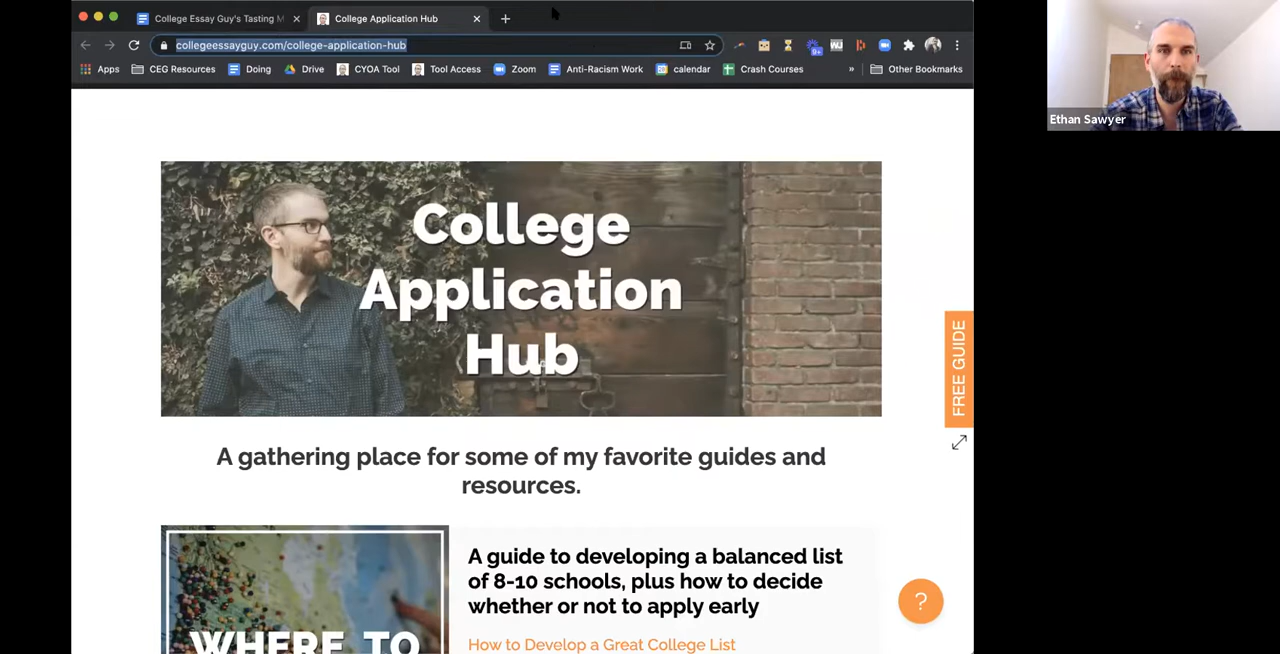 College Essay Guy's Tasting M
College Application Hub
collegeessayguy.com/college-application-hub
9+
Apps
CEG Resources
Doing
Drive
CYOA Tool
Tool Access
Zoom
Anti-Racism Work
calendar
Crash Courses
»
Other Bookmarks
Ethan Sawyer
College
Application
Hub
FREE GUIDE
A gathering place for some of my favorite guides and
resources.
WHERE TO
A guide to developing a balanced list
of 8-10 schools, plus how to decide
whether or not to apply early
How to Develop a Great College List
?